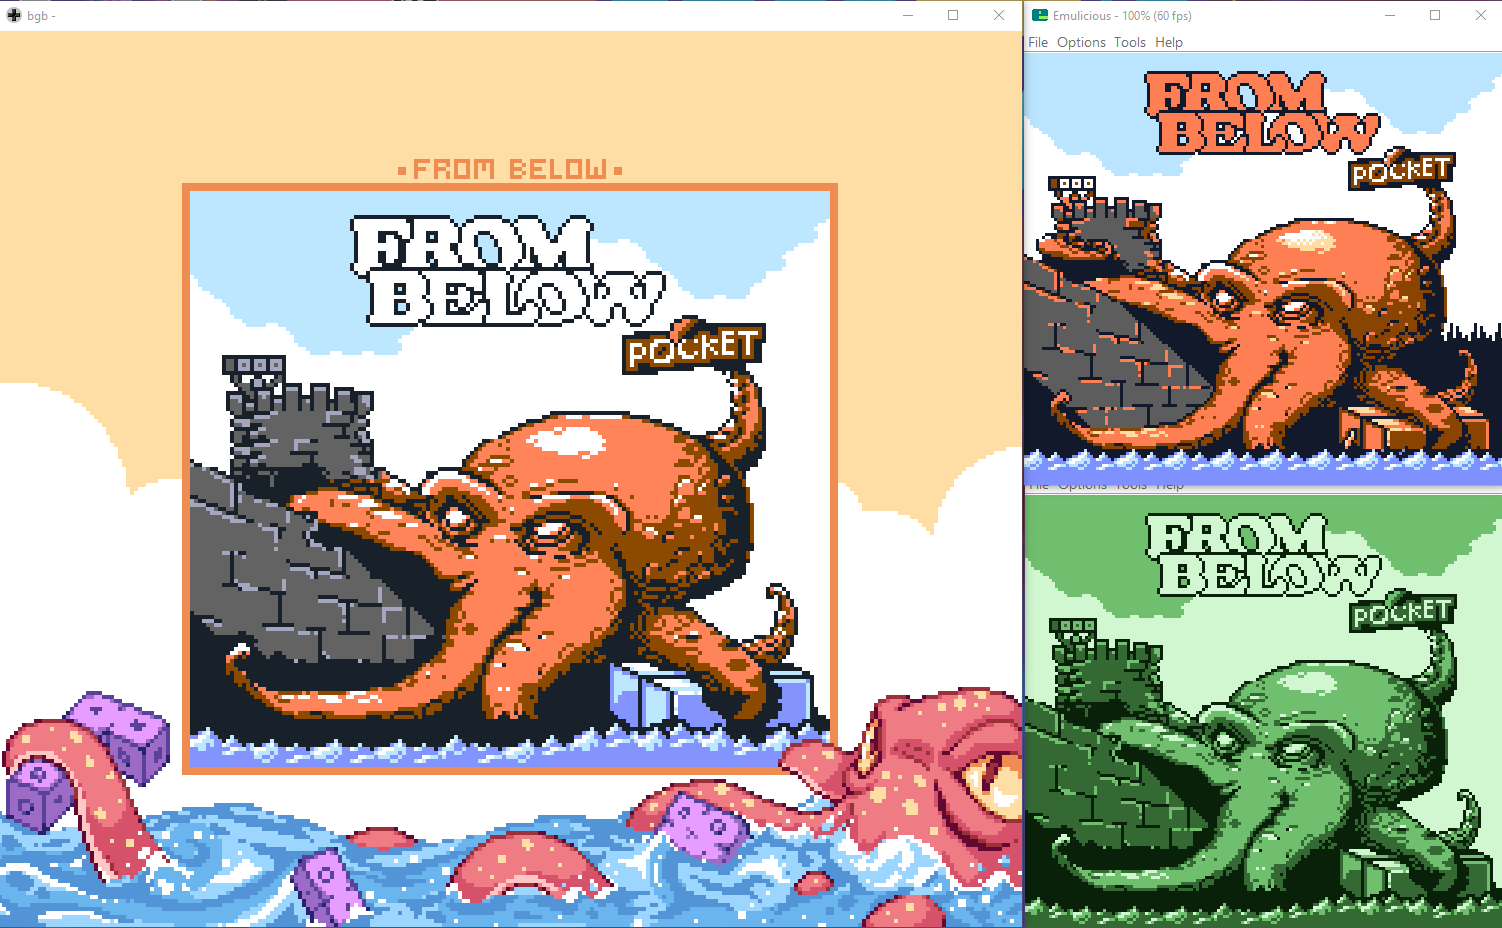 bgb -
• FROM BELOW •
FROM
BELOW
POCKET
Emulicious - 100% (60 fps)
File Options Tools Help
FROM
BELOW
POCKET
File Options Tools Help
FROM
BELOW
POCKET